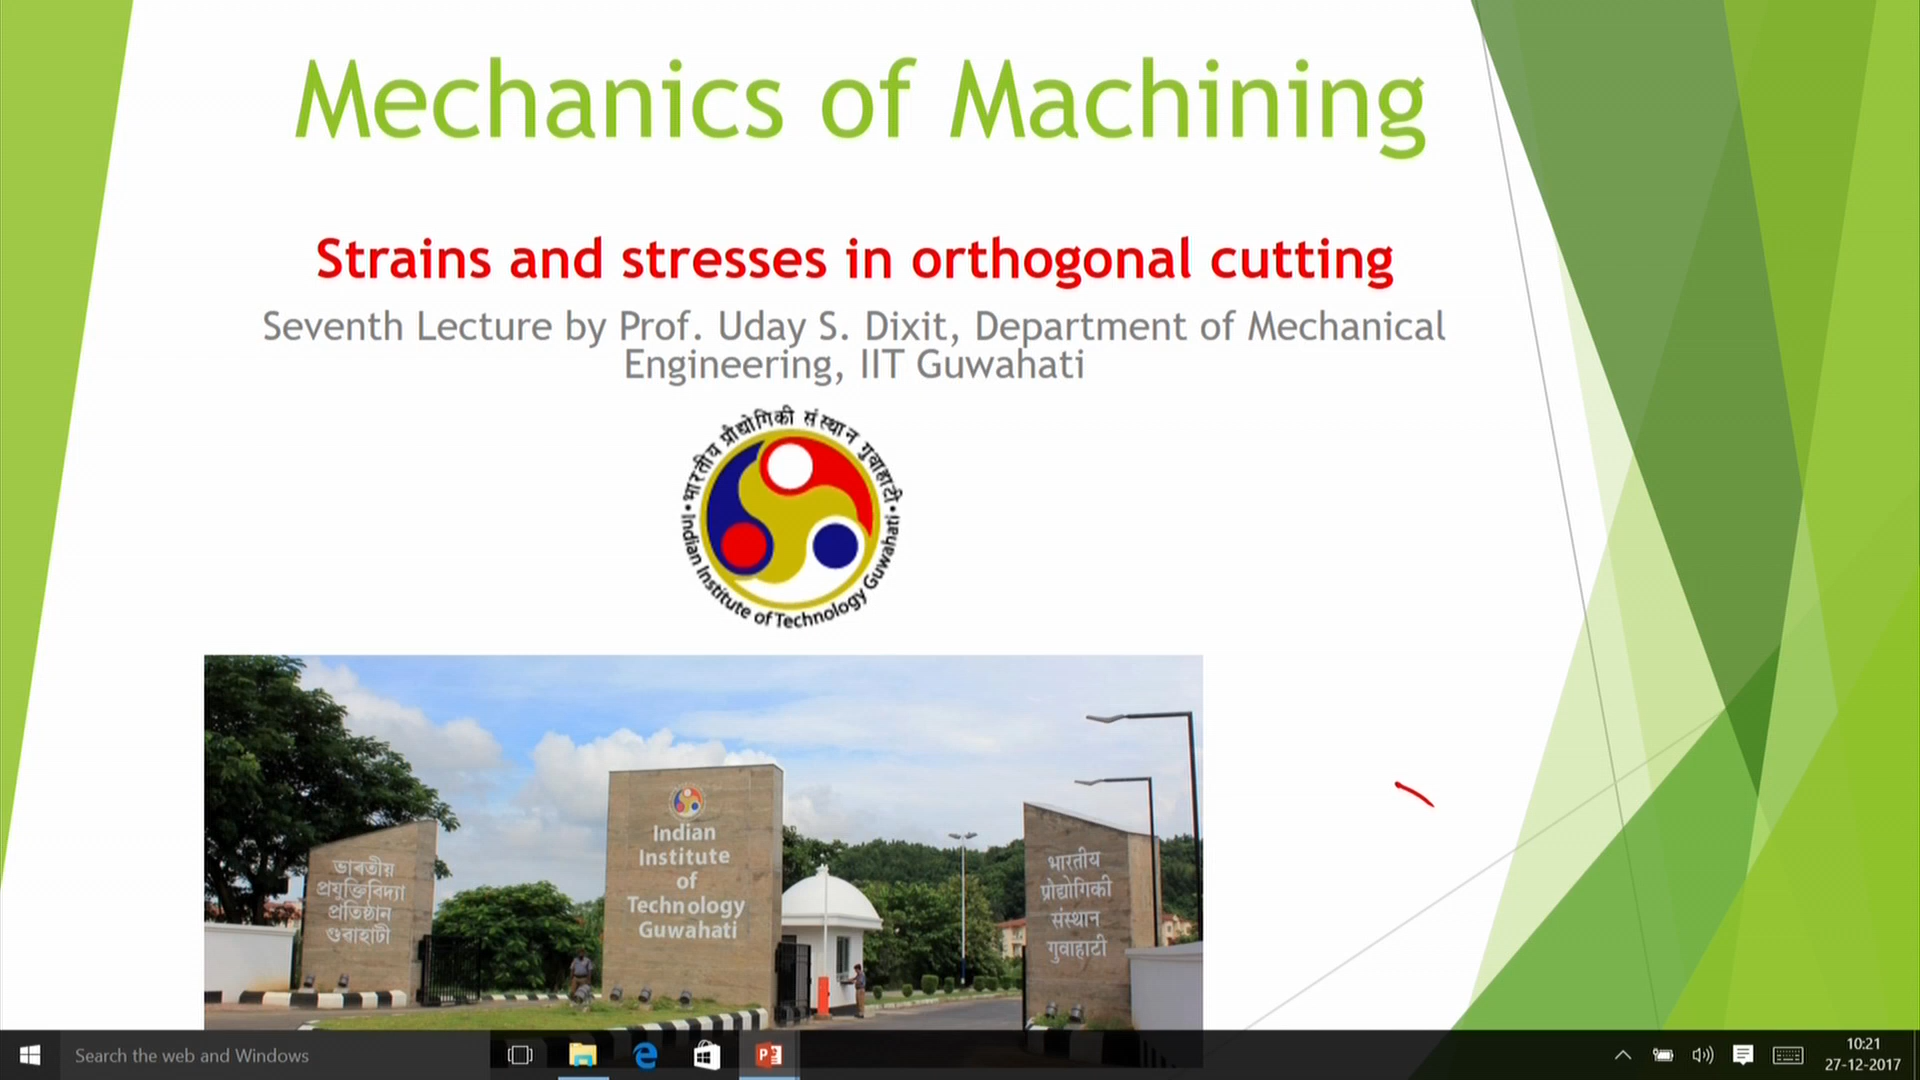 Mechanics of Machining
Strains and stresses in orthogonal cutting
Seventh Lecture by Prof. Uday S. Dixit, Department of Mechanical
Engineering, IIT Guwahati
भारतीय प्रौद्योगिकी संस्थान गुवाहाटी
Indian Institute of Technology Guwahati
ভাৰতীয়
প্ৰযুক্তিবিদ্যা
প্ৰতিষ্ঠান
গুৱাহাটী
Indian
Institute
of
Technology
Guwahati
भारतीय
प्रौद्योगिकी
संस्थान
गुवाहाटी
Search the web and Windows
10:21
27-12-2017